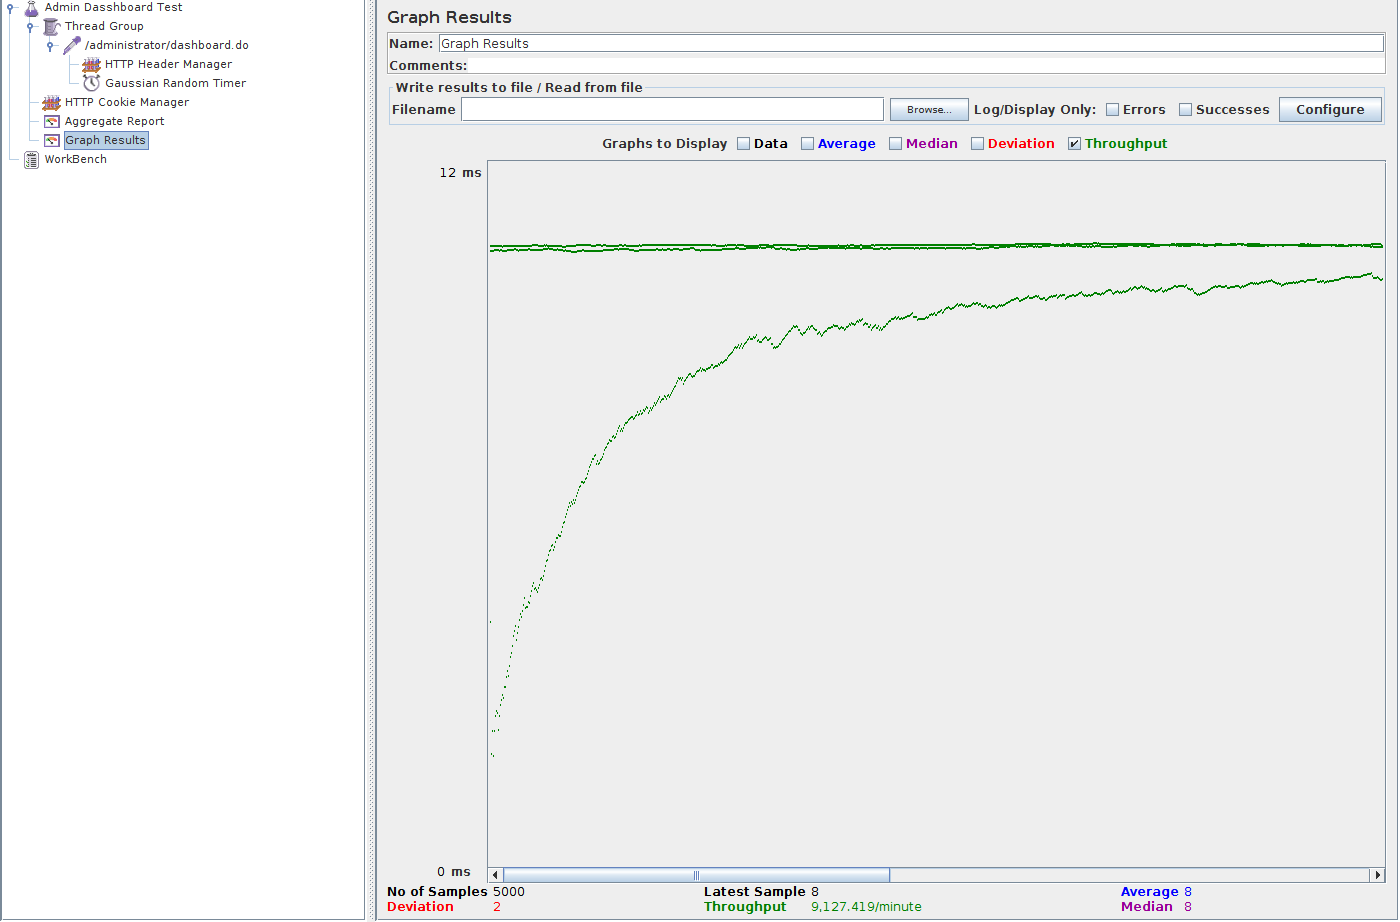 Admin Dasshboard Test
Thread Group
/administrator/dashboard.do
HTTP Header Manager
Gaussian Random Timer
HTTP Cookie Manager
Aggregate Report
Graph Results
WorkBench
Graph Results
Name: Graph Results
Comments:
Write results to file / Read from file
Filename Browse... Log/Display Only: Errors Successes Configure
Graphs to Display Data Average Median Deviation Throughput
12 ms
0 ms
No of Samples 5000 Latest Sample 8 Average 8
Deviation 2 Throughput 9,127.419/minute Median 8